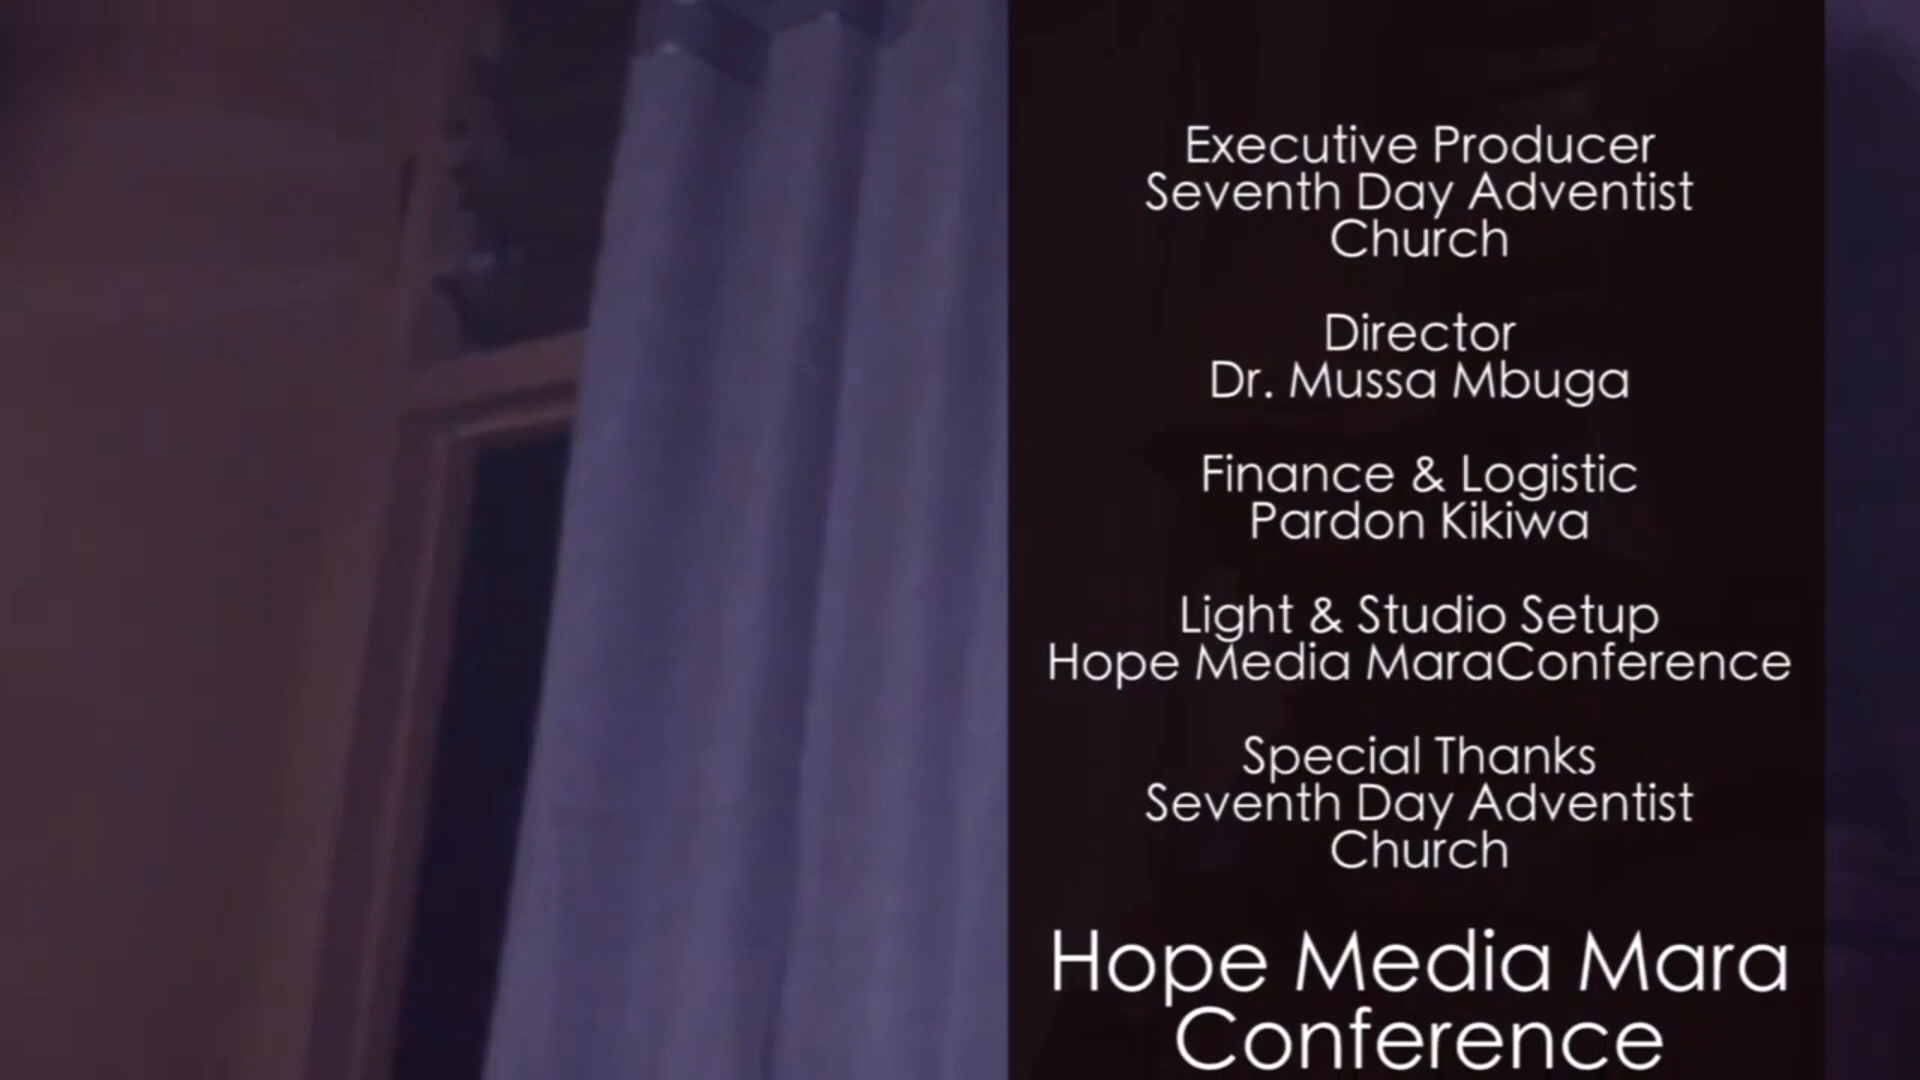 Executive Producer
Seventh Day Adventist
Church
Director
Dr. Mussa Mbuga
Finance & Logistic
Pardon Kikiwa
Light & Studio Setup
Hope Media MaraConference
Special Thanks
Seventh Day Adventist
Church
Hope Media Mara
Conference